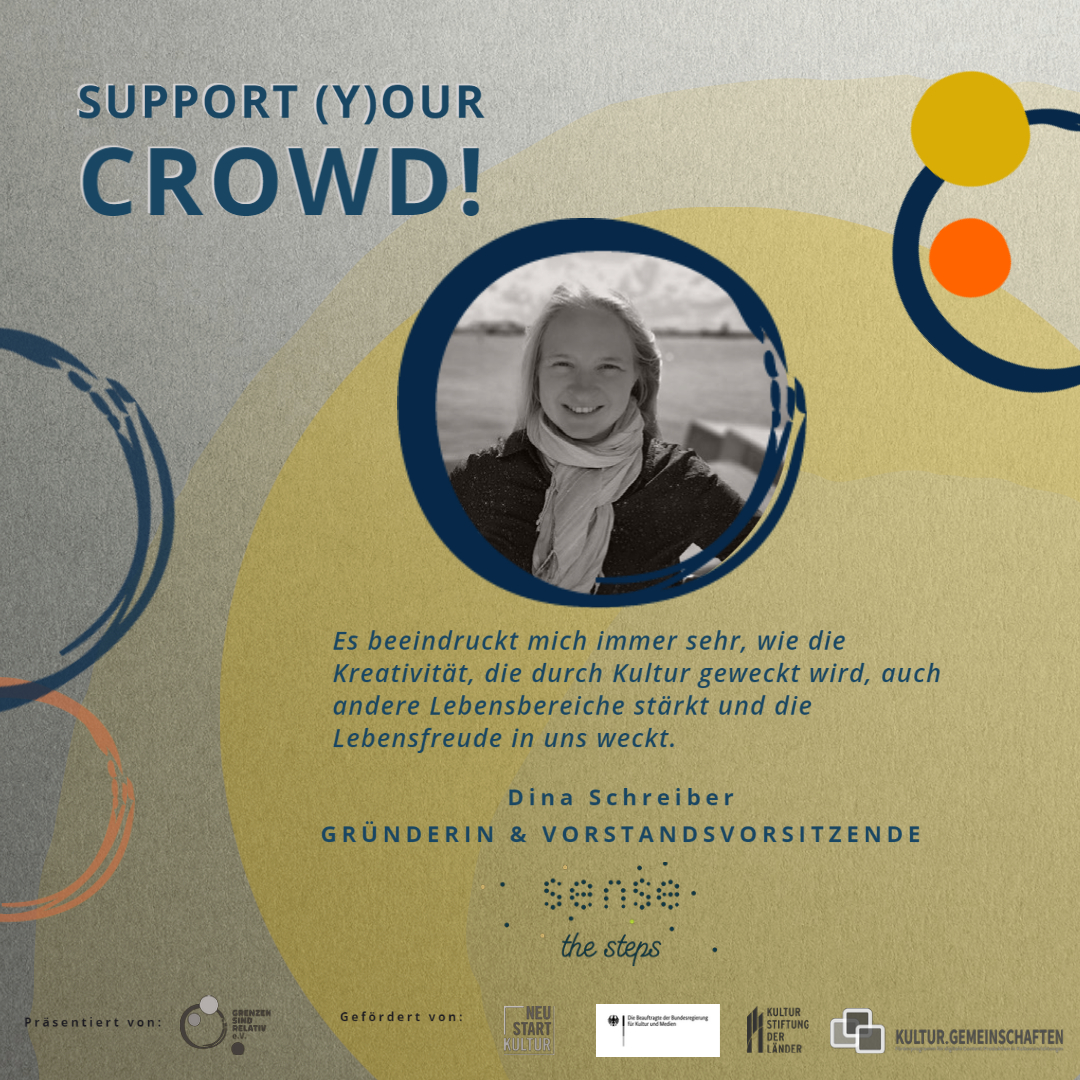 SUPPORT (Y)OUR
CROWD!
Es beeindruckt mich immer sehr, wie die
Kreativität, die durch Kultur geweckt wird, auch
andere Lebensbereiche stärkt und die
Lebensfreude in uns weckt.
Dina Schreiber
GRÜNDERIN & VORSTANDSVORSITZENDE
sense
the steps
Präsentiert von:
GRENZEN
SIND
RELATIV
e.V.
Gefördert von:
NEU
START
KULTUR
Die Beauftragte der Bundesregierung
für Kultur und Medien
KULTUR
STIFTUNG
DER
LÄNDER
KULTUR.GEMEINSCHAFTEN